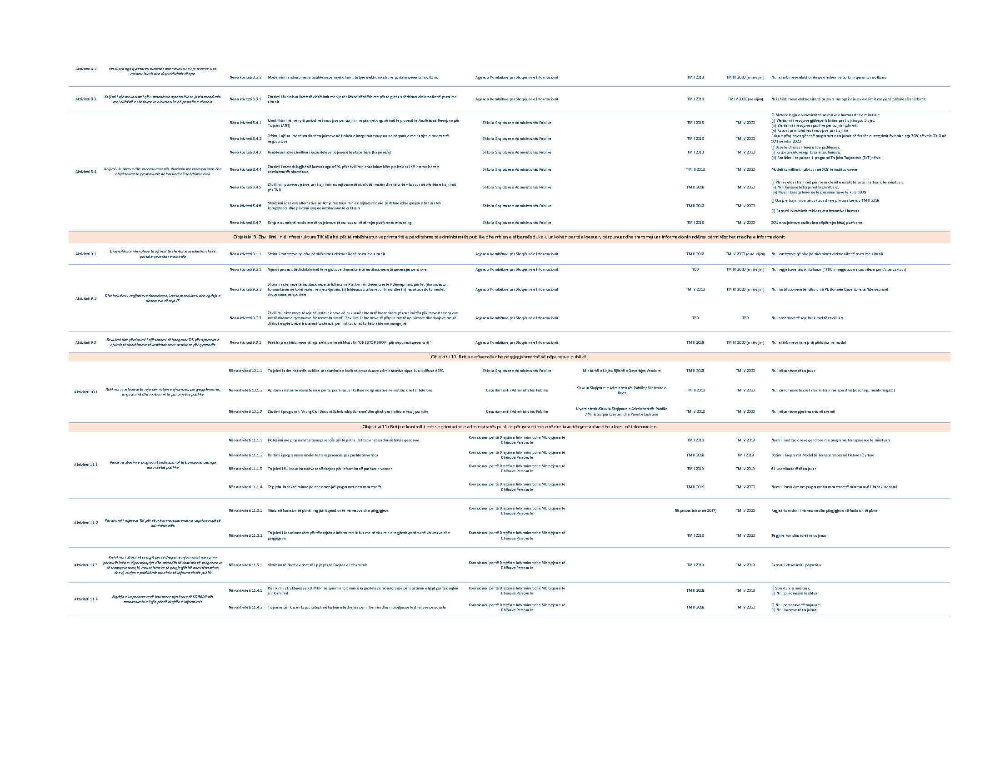 Aktiviteti 8.2
modernizimit dhe dixhitalizimit të tyre
Nën-aktiviteti 8.2.2 Modernizimi i shërbimeve publike nëpërmjet ofrimit të tyre elektronikisht në portalin qeveritar e-albania Agjencia Kombëtare për Shoqërinë e Informacionit TM I 2018 TM IV 2020 (e ne vijim) Nr. i shërbimeve elektronike që ofrohen në portalin qeveritar e-albania
Aktiviteti 8.3
Krijimi i një mekanizmi që u mundëson qytetarëve të japin mendimin
mbi cilësinë e shërbimeve elektronike në portalin e-albania
Nën-aktiviteti 8.3.1 Zbatimi i funksionalitetit të vlerësimit me yje të cilësisë së shërbimit për të gjitha shërbimet elektronike të portalit e-
albania
Agjencia Kombëtare për Shoqërinë e Informacionit TM I 2018 TM IV 2020 (ne vijim) Nr i shërbimeve elektronike të pajisura me opsionin e vlerësimit me yje të cilësisë së shërbimit
Aktiviteti 8.4
Krijimi i kushteve dhe procedurave për zbatimin me transparencë dhe
objektivitet të promovimit në karrierë në shërbimin civil
Nën-aktiviteti 8.4.1 Identifikimi në mënyrë periodike i nevojave për trajnim nëpërmjet organizimit të procesit të Analizës së Nevojave për
Trajnim (ANT)
Shkolla Shqiptare e Administratës Publike TM I 2018 TM IV 2020
(i) Metodologjia e vlerësimit të nevojave e hartuar dhe e miratuar;
(ii) Vlerësimi i nevojave gjithëpërfshirëse për trajnim çdo 3 vjet;
(iii) Vlerësimi i nevojave specifike për trajnim çdo vit;
(iv) Raport përmbledhes i nevojave për trajnim
Nën-aktiviteti 8.4.2 Ofrimi i një nr. më të madh të trajnimeve në fushën e integrimit evropian në përputhje me hapjen e procesit të
negociatave
Shkolla Shqiptare e Administratës Publike TM I 2018 TM IV 2020
Rritja e përqindjes që zenë programet e trajnimit në fushën e Integrimit Evropian nga 30% në vitin 2018 në
50% në vitin 2020
Nën-aktiviteti 8.4.3 Përditësimi dhe zhvillimi i kapaciteteve trajnuese të ekspertëve (trajnerëve) Shkolla Shqiptare e Administratës Publike TM I 2018 TM IV 2020
(i) Bazë të dhënash tërësisht e pëditësuar;
(ii) Raporte vjetore nga baza e të dhënave;
(iii) Realizimi i të paktën 1 programi Trajnim Trajnerësh (ToT )në vit
Nën-aktiviteti 8.4.4 Zbatimi i metodologjisë së hartuar nga ASPA për zhvillimin e vazhdueshëm profesional në institucionet e
administratës shtetërore
Shkolla Shqiptare e Administratës Publike TM III 2018 TM IV 2020 Modeli i zhvillimit i pilotuar në 50% të institucioneve
Nën-aktiviteti 8.4.5 Zhvillimi i planeve vjetore për trajnimin e drejtuesve të nivelit të mesëm dhe të lartë – bazuar në ofertën e trajnimit
për TND
Shkolla Shqiptare e Administratës Publike TM II 2018 TM IV 2020
(i) Plani vjetor i trajnimit për menaxherët e nivelit të lartë i hartuar dhe miratuar;
(ii) Nr. i kurseve të trajnimit të zhvilluara;
(iii) Niveli i kënaqshmërisë të pjesëmarrësve të kursit 80%
Nën-aktiviteti 8.4.6 Vlerësimi i qasjeve alternative në lidhje me trajnimin e drejtuesve duke përfshirë edhe qasjen e bazuar tek
kompetenca dhe pilotimi i saj ne institucione të caktuara
Shkolla Shqiptare e Administratës Publike TM II 2018 TM IV 2020
(i) Qasja e trajnimit e përcaktuar dhe e pilotuar brenda TM II 2019
(ii) Raporti i vlerësimit mbi qasjet alternative i hartuar
Nën-aktiviteti 8.4.7 Rritja e numrit të moduleve të trajnimeve të realizuara nëpërmjet platformës e-learning Shkolla Shqiptare e Administratës Publike TM I 2018 TM IV 2020 30% e trajnimeve realizohen nëpërmjet kësaj platforme
Objektivi 9: Zhvillimi i një infrastrukture TIK të aftë për të mbështetur veprimtaritë e përditshme të administratës publike dhe rritjen e efiçensës duke ulur kohën për të aksesuar, përpunuar dhe transmetuar informacionin ndërsa përmirësohet rrjedha e informacionit
Aktiviteti 9.1
Diversifikimi i kanaleve të ofrimit të shërbimeve elektronike të
portalit qeveritar e-albania
Nën-aktiviteti 9.1.1 Shtimi i entiteteve që ofrojnë shërbimet elektronike të portalit e-albania Agjencia Kombëtare për Shoqërinë e Informacionit TM II 2018 TM IV 2020 (e në vijim) Nr. i entiteteve që ofrojnë shërbimet elektronike të portalit e-albania
Aktiviteti 9.2
Dixhitalizimi i regjistrave themeltarë, interoperabiliteti dhe ngritja e
sistemeve të reja IT
Nën-aktiviteti 9.2.1 Vijimi i procesit të dixhitalizimit të regjistrave themeltarë të institucioneve të qeverisjes qendrore Agjencia Kombëtare për Shoqërinë e Informacionit TBD TM IV 2020 (e në vijim) Nr. i regjistrave të dixhitalizuar (*TBD nr regjistrave sipas viteve per t'u percaktuar)
Nën-aktiviteti 9.2.2 Shtimi i sistemeve të institucioneve të lidhura në Platformën Qeveritare të Ndërveprimit, për të: (i)mundësuar
komunikimin në kohë reale me njëra-tjetrën, (ii) lehtësuar aplikimet online si dhe (iii) reduktuar dokumentet
shoqëruese në sportele
Agjencia Kombëtare për Shoqërinë e Informacionit TM IV 2018 TM IV 2020 (e në vijim) Nr. i institucioneve të lidhura në Platformën Qeveritare të Ndërveprimit
Nën-aktiviteti 9.2.3 Zhvillimi i sistemeve të reja të institucioneve që nuk kanë sistem të brendshëm përpunimi të aplikimeve dhe dosjeve
me të dhënat e qytetarëve (sistemet backend). Zhvillimi i sistemeve të përpunimit të aplikimeve dhe dosjeve me të
dhënat e qytetarëve (sistemet backend), për institucionet ku këto sisteme mungojnë.
Agjencia Kombëtare për Shoqërinë e Informacionit TBD TBD Nr. i sistemeve të reja back-end të zhvilluara
Aktiviteti 9.3
Zhvillimi dhe përdorimi i një sistemi të integruar TIK për sportelet e
ofrimit të shërbimeve të institucioneve qendrore për qytetarët
Nën-aktiviteti 9.3.1 Përfshirja e shërbimeve të reja elektronike në Modulin 'ONE STOP SHOP' për nëpunësit qeveritarë ' Agjencia Kombëtare për Shoqërinë e Informacionit TM II 2018 TM IV 2020 (e në vijim) Nr. i shërbimeve të reja të përfshira në modul
Objektivi 10: Rritja e efiçencës dhe përgjegjshmërisë së nëpunësve publikë.
Aktiviteti 10.1
Aplikimi i metodave të reja për rritjen e eficencës, përgjegjshmërisë,
angazhimit dhe motivimit të punonjësve publikë
Nën-aktiviteti 10.1.1 Trajnimi i administratës publike për zbatimin e kodit të procedurave administrative sipas kurrikulës së ASPA Shkolla Shqiptare e Administratës Publike Ministritë e Linjës/Njësitë e Qeverisjes Vendore TM II 2018 TM IV 2020 Nr. i nëpunësve të trajnuar
Nën-aktiviteti 10.1.2 Aplikimi i instrumenteve të rinjë për të përmirësuar kulturën organizative në institucionet shtetërore Departamenti i Administratës Publike Shkolla Shqiptare e Administratës Publike/Ministritë e
linjës
TM III 2018 TM IV 2020 Nr. i punonjësve të cilët marrin trajnime specifike (coaching, mentoring,etc)
Nën-aktiviteti 10.1.3 Zbatimi i programit 'Young Civil Servant Scholarship Scheme' dhe qëndrueshmëria e kësaj praktike Departamenti i Administratës Publike Kryeministria/Shkolla Shqiptare e Administratës Publike
/Ministria për Evropën dhe Punët e Jashtme
TM IV 2018 TM IV 2020 Nr. i nëpunësve pjesëmarrës në skemë
Objektivi 11: Rritja e kontrollit mbi veprimtarinë e administratës publike për garantimin e të drejtave të qytetarëve dhe aksesi në informacion
Aktiviteti 11.1
Vënia në zbatim e programit institucional të transparencës nga
autoritetet publike
Nën-aktiviteti 11.1.1 Plotësimi me programet e transparencës për të gjitha institucionet e administratës qendrore Komisioneri për të Drejtën e Informimit dhe Mbrojtjen e të
Dhënave Personale
TM I 2018 TM IV 2019 Numri i institucioneve qendrore me programe transparence të miratuara
Nën-aktiviteti 11.1.2 Hartimi i programeve model të transparencës për pushtetin vendor Komisioneri për të Drejtën e Informimit dhe Mbrojtjen e të
Dhënave Personale
TM II 2018 TM I 2019 Botimi i Programit Model të Transparencës në Fletoren Zyrtare
Nën-aktiviteti 11.1.3 Trajnimi i 61 koordinatorëve të së drejtës për informim në pushtetin vendor Komisioneri për të Drejtën e Informimit dhe Mbrojtjen e të
Dhënave Personale
TM I 2019 TM IV 2019 61 koordinatorë të trajnuar
Nën-aktiviteti 11.1.4 Të gjitha bashkitë miratojnë dhe zbatojnë programet e transparencës Komisioneri për të Drejtën e Informimit dhe Mbrojtjen e të
Dhënave Personale
TM II 2019 TM IV 2020 Numri i bashkive me programe transparence të miratuara/61 bashki në total
Aktiviteti 11.2
Përdorimi i mjeteve TIK për të rritur transparencën e veprimtarisë së
administratës
Nën-aktiviteti 11.2.1 Vënia në funksion të plotë i regjistrit qendror të kërkesave dhe përgjigjeve Komisioneri për të Drejtën e Informimit dhe Mbrojtjen e të
Dhënave Personale
Në proces (nisur në 2017) TM IV 2020 Regjistri qendror i kërkesave dhe përgjigjeve në funksion të plotë
Nën-aktiviteti 11.2.2 Trajnimi i koordinatorëve për të drejtën e informimit lidhur me përdorimin e regjistrit qendror të kërkesave dhe
përgjigjeve.
Komisioneri për të Drejtën e Informimit dhe Mbrojtjen e të
Dhënave Personale
TM I 2018 TM IV 2020 Të gjithë koordinatorët të trajnuar
Aktiviteti 11.3
Rishikimi i zbatimit të ligjit për të drejtën e informimit me synim
përmirësimin e: a)përmbajtjes dhe metodës së zbatimit të programeve
të transparencës; b) mekanizmave të përgjegjësisë administrative;
dhe c) rritjen e publikimit proaktiv të informacionit publik
Nën-aktiviteti 11.3.1 Vlerësim të plotë ex-post të Ligjit për të Drejtën e Informimit Komisioneri për të Drejtën e Informimit dhe Mbrojtjen e të
Dhënave Personale
TM I 2019 TM IV 2019 Raporti i vleresimit i përgatitur
Aktiviteti 11.4
Ngritja e kapaciteteve të burimeve njerëzore të KDIMDP për
monitorimin e ligjit për të drejtën e informimit
Nën-aktiviteti 11.4.1 Rishikimi i strukturës së KDIMDP me synimin forcimin e kapaciteteve monitoruese për zbatimin e ligjit për të drejtën
e informimit
Komisioneri për të Drejtën e Informimit dhe Mbrojtjen e të
Dhënave Personale
TM II 2018 TM IV 2018
(i) Struktura e miratuar;
(ii) Nr. i punonjësve të shtuar
Nën-aktiviteti 11.4.2 Trajnime për forcim kapacitetesh në fushën e të drejtës për informim dhe mbrojtjes së të dhënave personale Komisioneri për të Drejtën e Informimit dhe Mbrojtjen e të
Dhënave Personale
TM II 2018 TM IV 2020
(i) Nr. i personave të trajnuar;
(ii) Nr. i kurseve të trajnimit